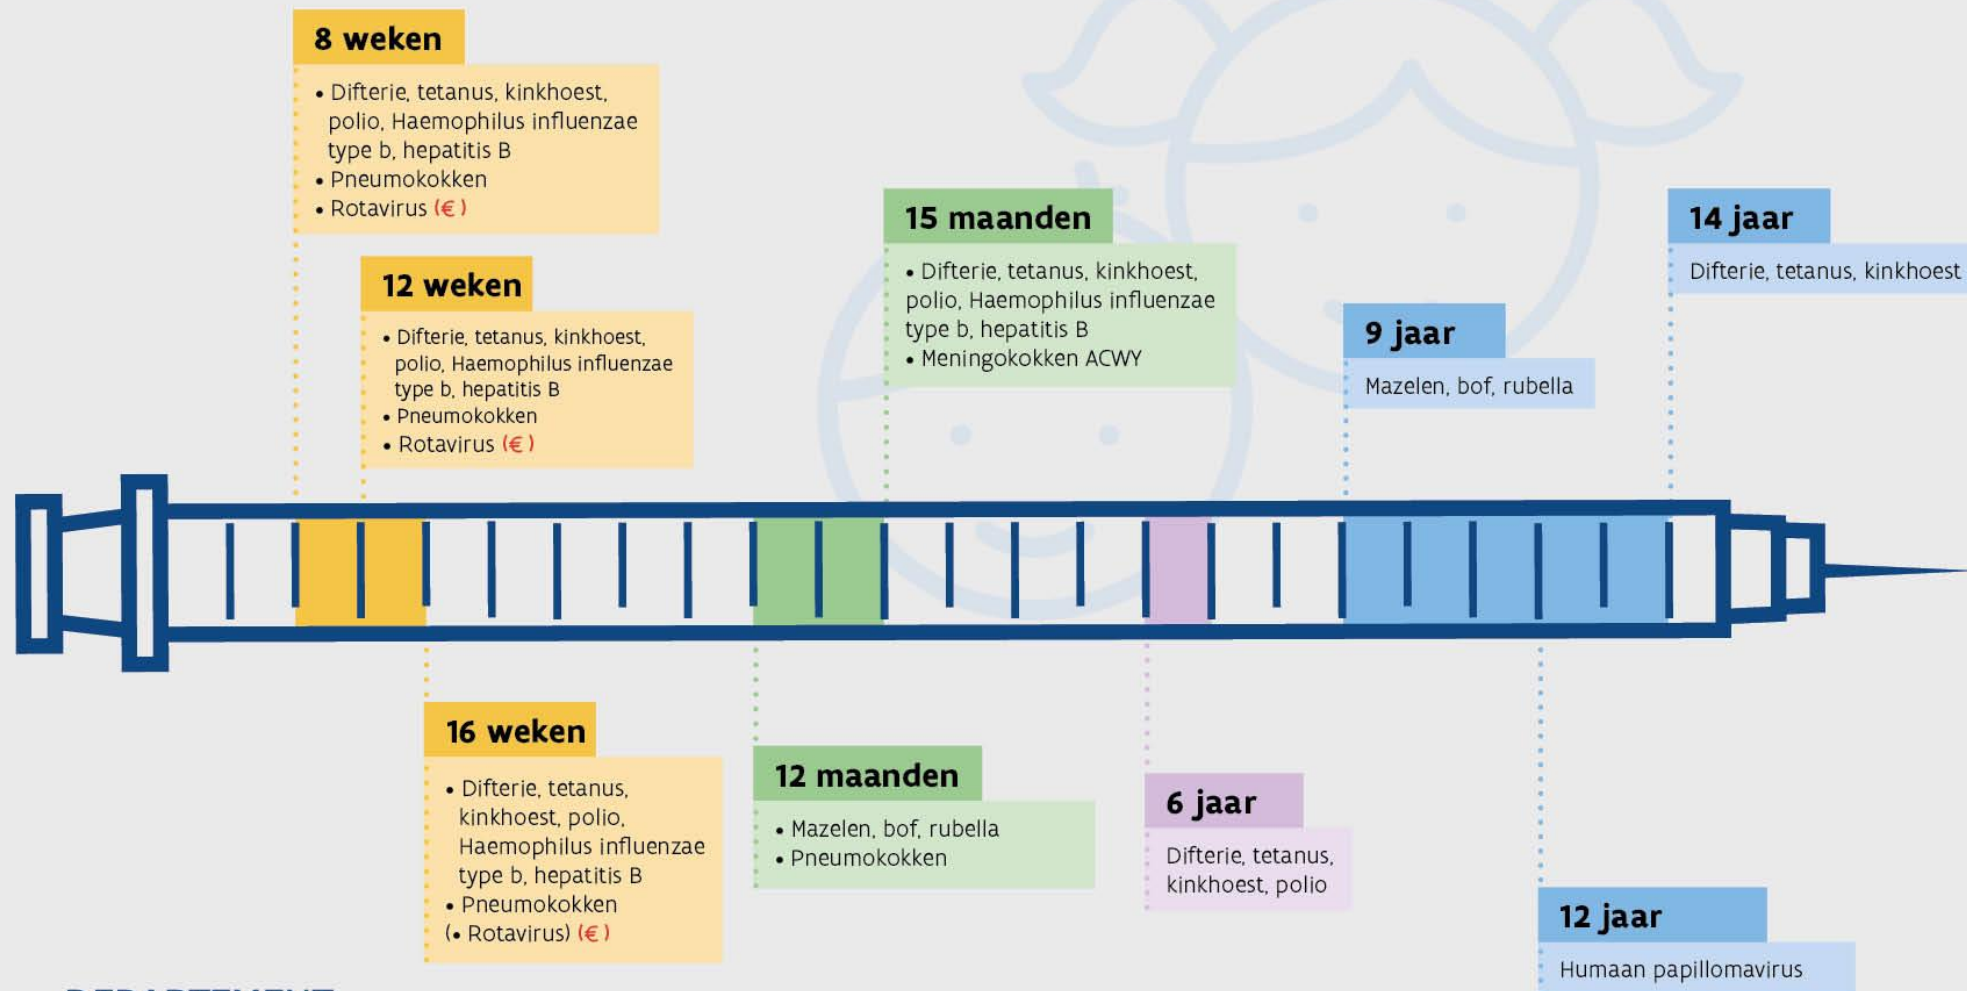 8 weken
• Difterie, tetanus, kinkhoest,
polio, Haemophilus influenzae
type b, hepatitis B
• Pneumokokken
• Rotavirus (€)
12 weken
• Difterie, tetanus, kinkhoest,
polio, Haemophilus influenzae
type b, hepatitis B
• Pneumokokken
• Rotavirus (€)
15 maanden
• Difterie, tetanus, kinkhoest,
polio, Haemophilus influenzae
type b, hepatitis B
• Meningokokken ACWY
9 jaar
Mazelen, bof, rubella
14 jaar
Difterie, tetanus, kinkhoest
16 weken
• Difterie, tetanus,
kinkhoest, polio,
Haemophilus influenzae
type b, hepatitis B
• Pneumokokken
(• Rotavirus) (€)
12 maanden
• Mazelen, bof, rubella
• Pneumokokken
6 jaar
Difterie, tetanus,
kinkhoest, polio
12 jaar
Humaan papillomavirus
DEPARTEMENT